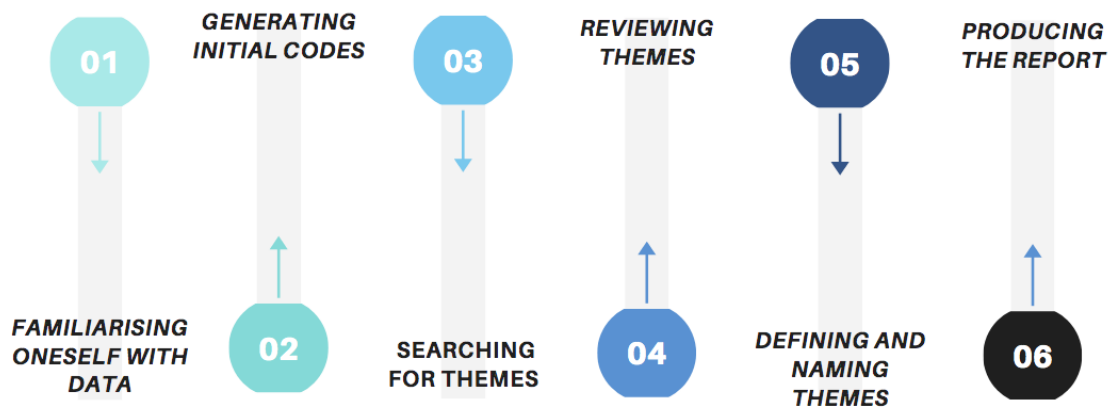 01
FAMILIARISING
ONESELF WITH
DATA
GENERATING
INITIAL CODES
02
03
SEARCHING
FOR THEMES
REVIEWING
THEMES
04
05
DEFINING AND
NAMING
THEMES
PRODUCING
THE REPORT
06